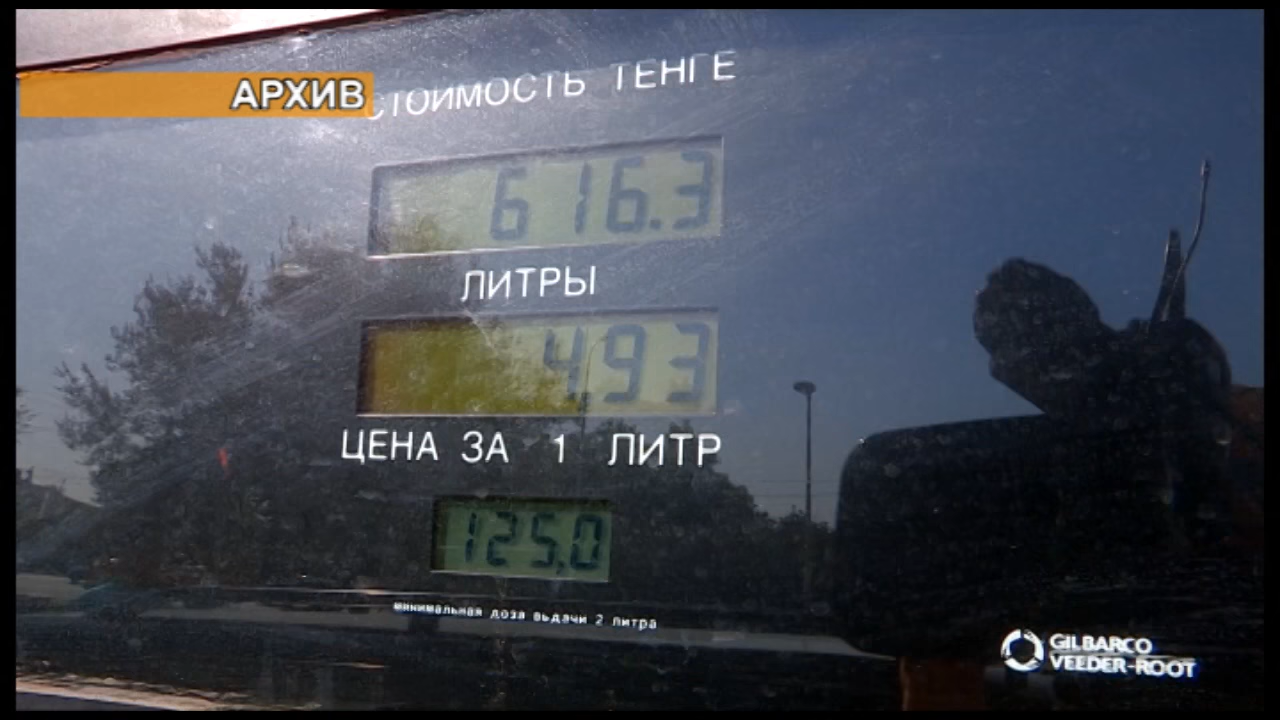 АРХИВ
СТОИМОСТЬ ТЕНГЕ
616.3
ЛИТРЫ
4,93
ЦЕНА ЗА 1 ЛИТР
125,0
минимальная доза выдачи 2 литра
GILBARCO
VEEDER-ROOT